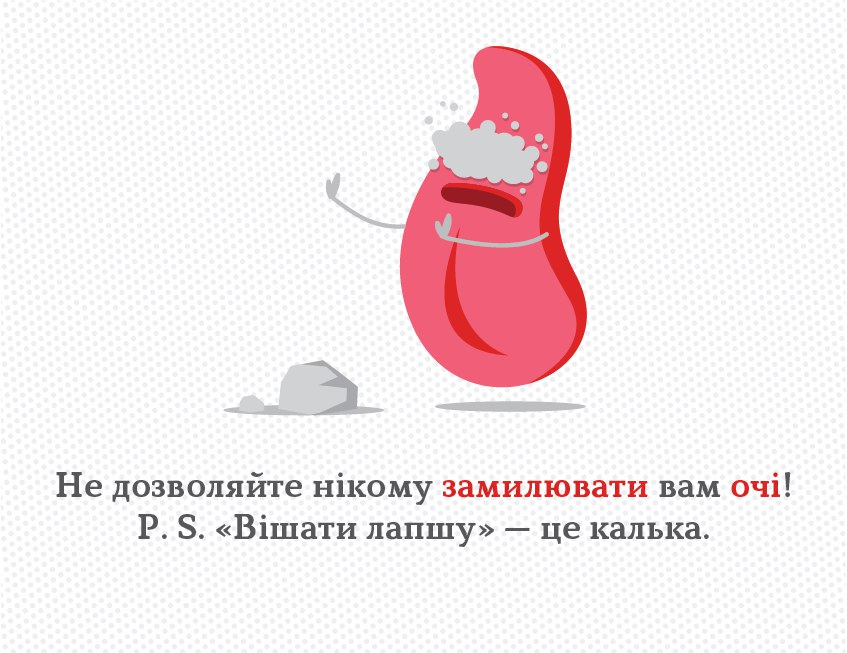 Не дозволяйте нікому замилювати вам очі!
P. S. «Вішати лапшу» — це калька.